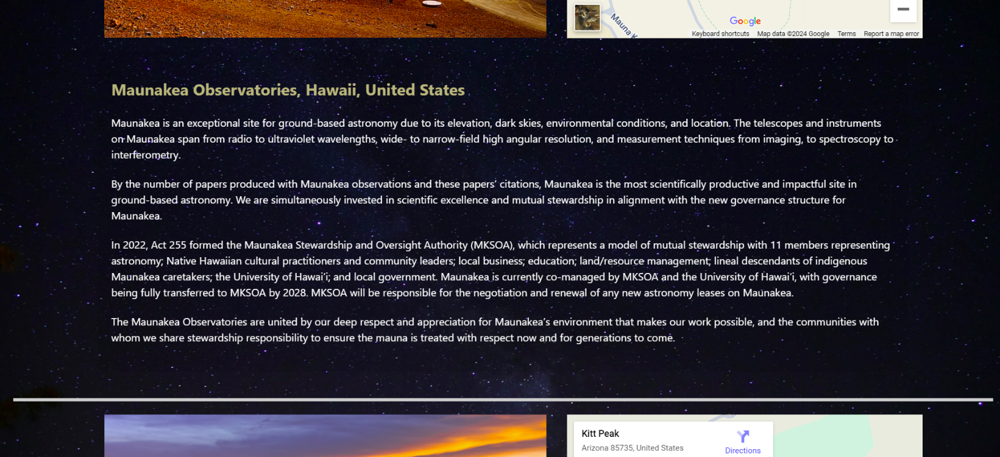 Mauna K
Google
Keyboard shortcuts Map data ©2024 Google Terms Report a map error
Maunakea Observatories, Hawaii, United States
Maunakea is an exceptional site for ground-based astronomy due to its elevation, dark skies, environmental conditions, and location. The telescopes and instruments
on Maunakea span from radio to ultraviolet wavelengths, wide- to narrow-field high angular resolution, and measurement techniques from imaging, to spectroscopy to
interferometry.
By the number of papers produced with Maunakea observations and these papers’ citations, Maunakea is the most scientifically productive and impactful site in
ground-based astronomy. We are simultaneously invested in scientific excellence and mutual stewardship in alignment with the new governance structure for
Maunakea.
In 2022, Act 255 formed the Maunakea Stewardship and Oversight Authority (MKSOA), which represents a model of mutual stewardship with 11 members representing
astronomy; Native Hawaiian cultural practitioners and community leaders; local business; education; land/resource management; lineal descendants of indigenous
Maunakea caretakers; the University of Hawai‘i; and local government. Maunakea is currently co-managed by MKSOA and the University of Hawai‘i, with governance
being fully transferred to MKSOA by 2028. MKSOA will be responsible for the negotiation and renewal of any new astronomy leases on Maunakea.
The Maunakea Observatories are united by our deep respect and appreciation for Maunakea’s environment that makes our work possible, and the communities with
whom we share stewardship responsibility to ensure the mauna is treated with respect now and for generations to come.
Kitt Peak
Arizona 85735, United States
Directions